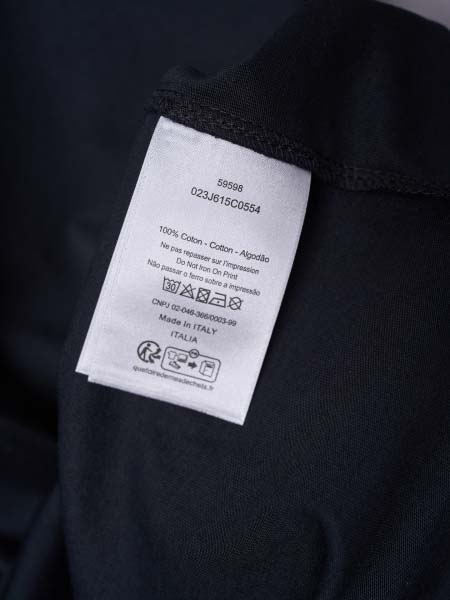 59598
023J615C0554
100% Coton - Cotton - Algodão
Ne pas repasser sur l'impression
Do Not Iron On Print
Não passar o ferro sobre a impressão
30
CNPJ 02-046-366/0003-99
Made in ITALY
ITALIA
quefairedemesdechets.fr